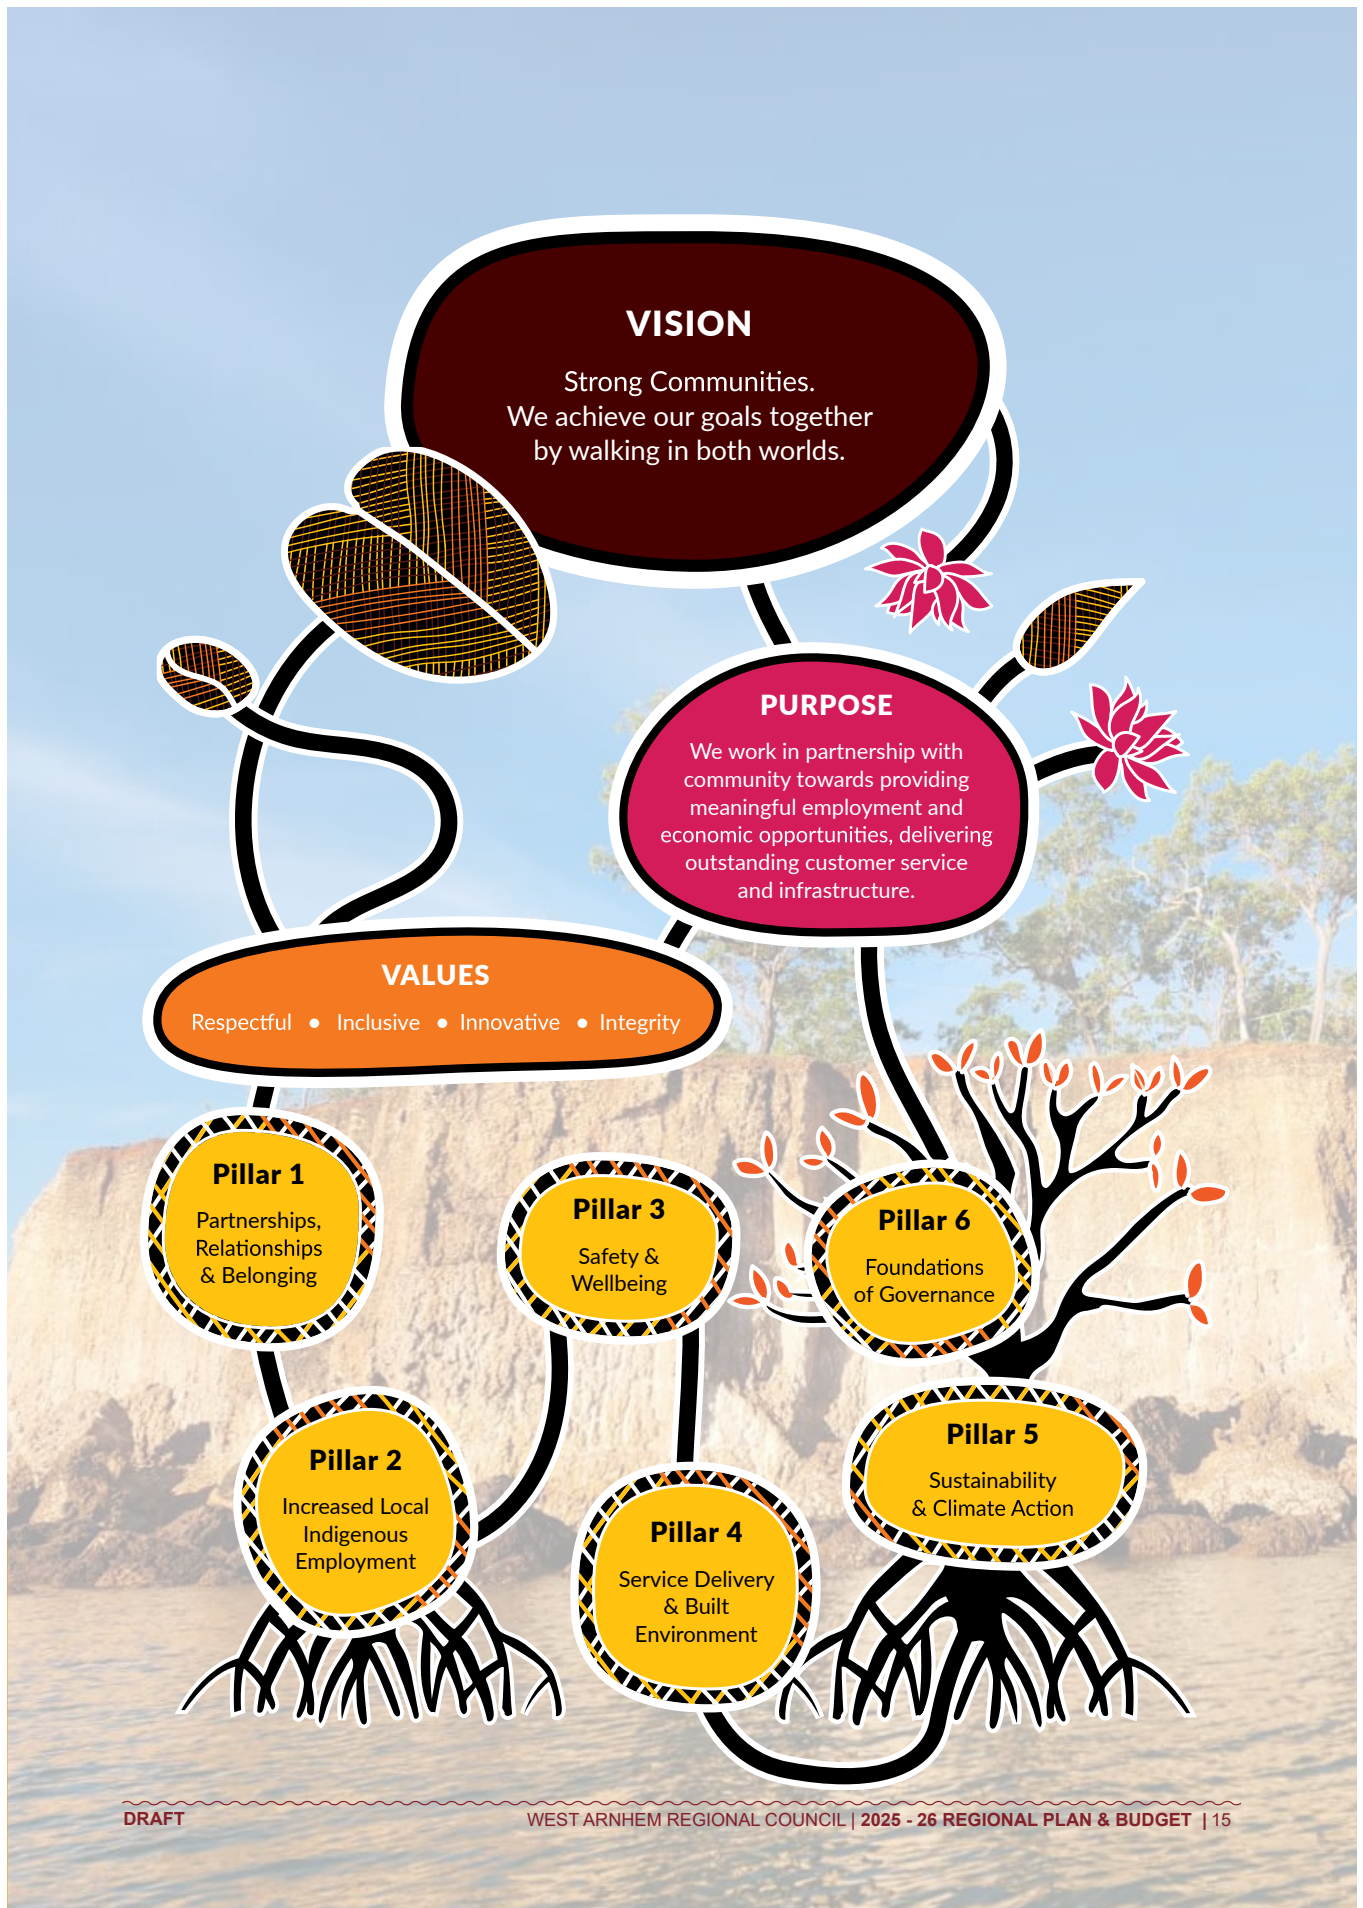 VISION
Strong Communities.
We achieve our goals together
by walking in both worlds.
PURPOSE
We work in partnership with
community towards providing
meaningful employment and
economic opportunities, delivering
outstanding customer service
and infrastructure.
VALUES
Respectful • Inclusive • Innovative • Integrity
Pillar 1
Partnerships,
Relationships
& Belonging
Pillar 2
Increased Local
Indigenous
Employment
Pillar 3
Safety &
Wellbeing
Pillar 4
Service Delivery
& Built
Environment
Pillar 5
Sustainability
& Climate Action
Pillar 6
Foundations
of Governance
DRAFT
WEST ARNHEM REGIONAL COUNCIL | 2025 - 26 REGIONAL PLAN & BUDGET | 15